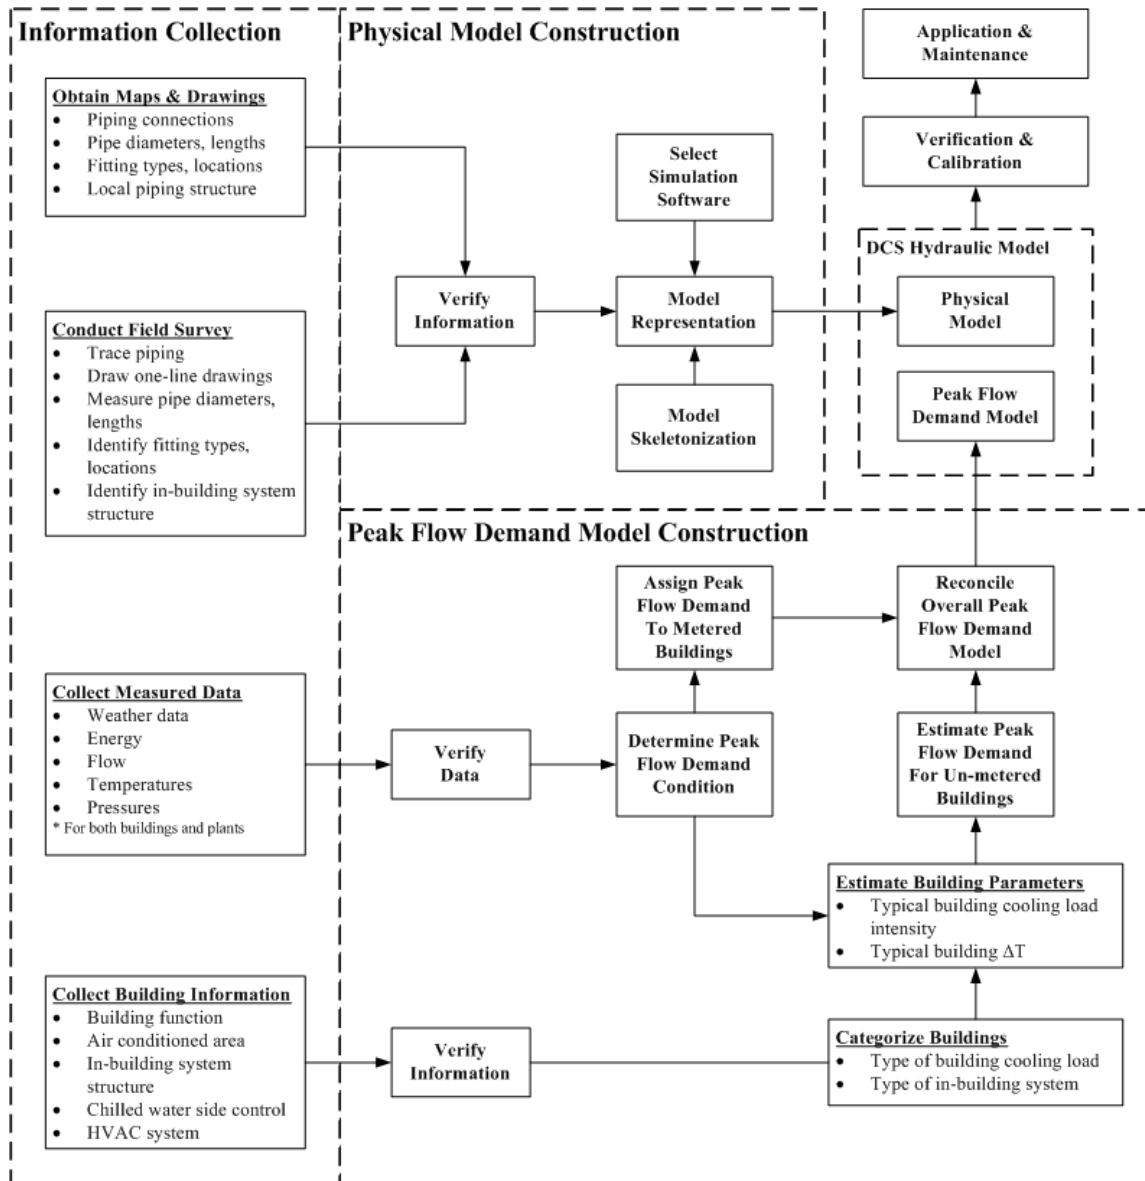 Information Collection
Obtain Maps & Drawings
• Piping connections
• Pipe diameters, lengths
• Fitting types, locations
• Local piping structure
Conduct Field Survey
• Trace piping
• Draw one-line drawings
• Measure pipe diameters,
lengths
• Identify fitting types,
locations
• Identify in-building system
structure
Collect Measured Data
• Weather data
• Energy
• Flow
• Temperatures
• Pressures
* For both buildings and plants
Collect Building Information
• Building function
• Air conditioned area
• In-building system
structure
• Chilled water side control
• HVAC system
Physical Model Construction
Verify
Information
Select
Simulation
Software
Model
Representation
Model
Skeletonization
Application &
Maintenance
Verification &
Calibration
DCS Hydraulic Model
Physical
Model
Peak Flow
Demand Model
Peak Flow Demand Model Construction
Verify
Data
Assign Peak
Flow Demand
To Metered
Buildings
Determine Peak
Flow Demand
Condition
Reconcile
Overall Peak
Flow Demand
Model
Estimate Peak
Flow Demand
For Un-metered
Buildings
Estimate Building Parameters
• Typical building cooling load
intensity
• Typical building ΔT
Verify
Information
Categorize Buildings
• Type of building cooling load
• Type of in-building system